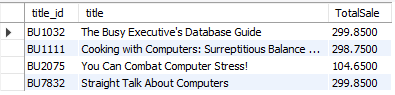 title_id title TotalSale
BU1032 The Busy Executive's Database Guide 299.8500
BU1111 Cooking with Computers: Surreptitious Balance ... 298.7500
BU2075 You Can Combat Computer Stress! 104.6500
BU7832 Straight Talk About Computers 299.8500